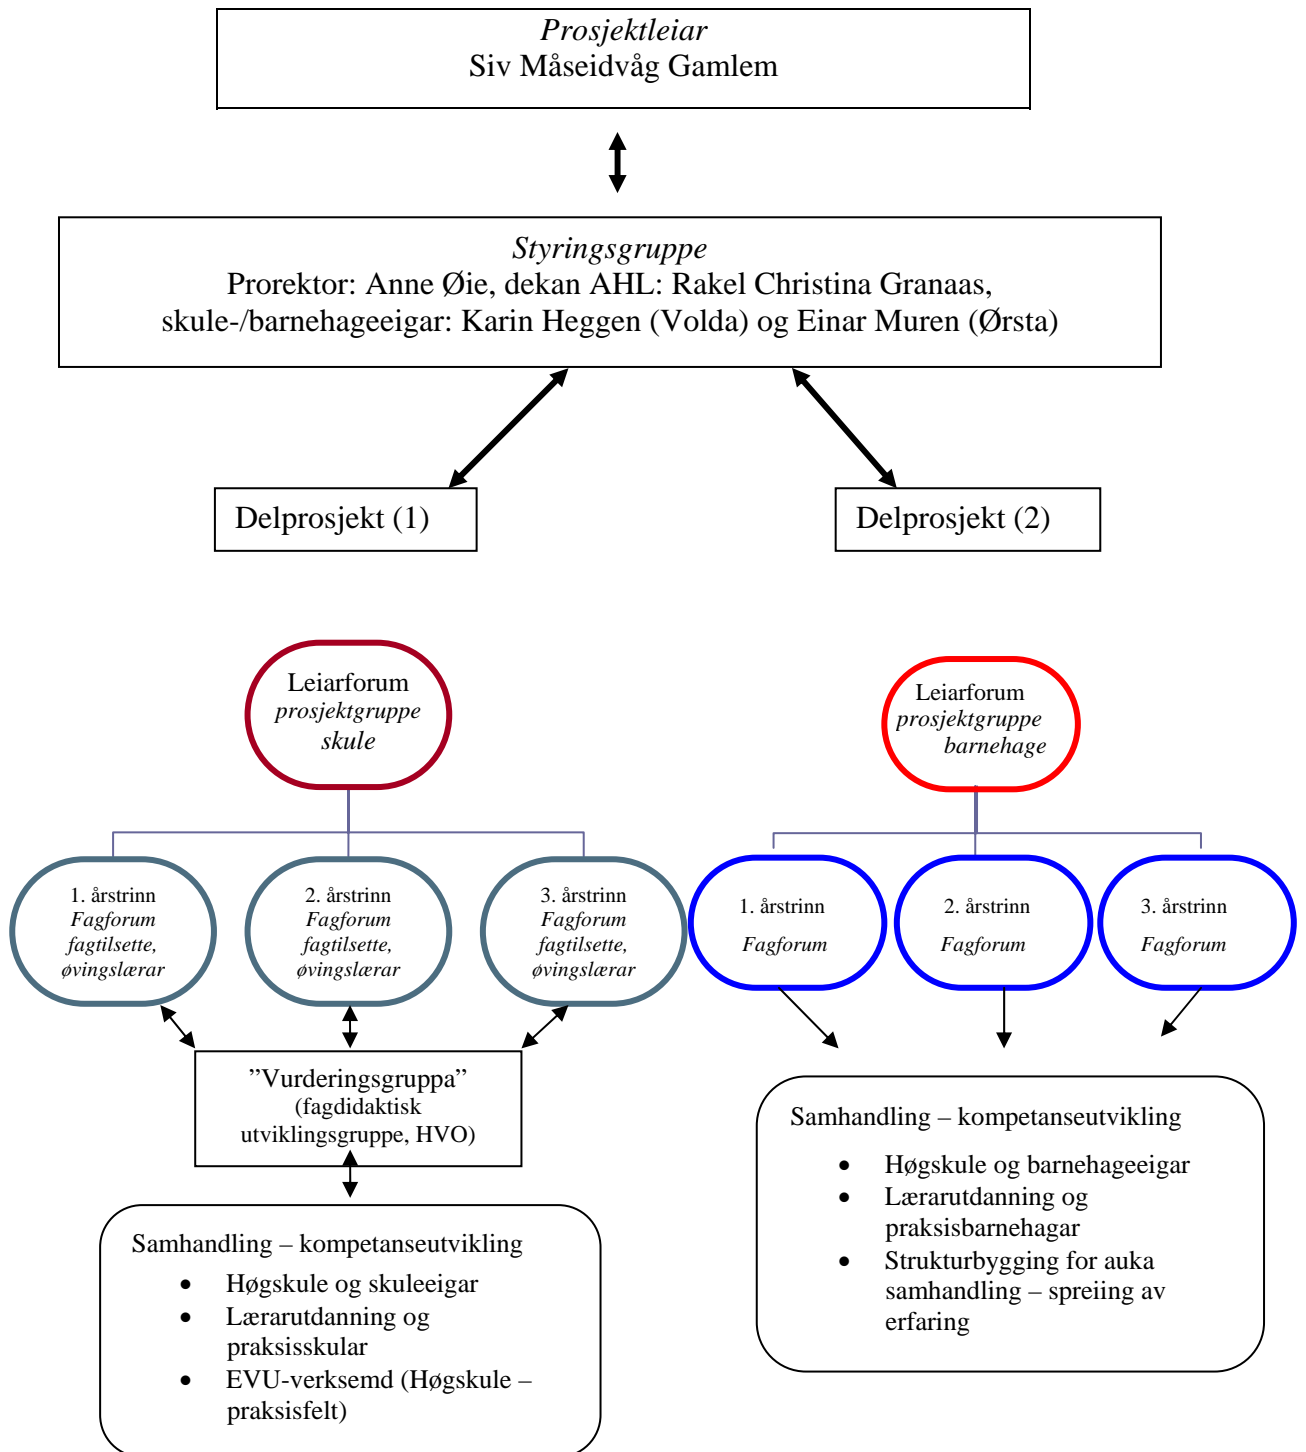 Prosjektleiar
Siv Måseidvåg Gamlem
Styringsgruppe
Prorektor: Anne Øie, dekan AHL: Rakel Christina Granaas,
skule-/barnehageeigar: Karin Heggen (Volda) og Einar Muren (Ørsta)
Delprosjekt (1)
Delprosjekt (2)
Leiarforum
prosjektgruppe
skule
Leiarforum
prosjektgruppe
barnehage
1. årstrinn
Fagforum
fagtilsette,
øvingslærar
2. årstrinn
Fagforum
fagtilsette,
øvingslærar
3. årstrinn
Fagforum
fagtilsette,
øvingslærar
1. årstrinn
Fagforum
2. årstrinn
Fagforum
3. årstrinn
Fagforum
”Vurderingsgruppa”
(fagdidaktisk
utviklingsgruppe, HVO)
Samhandling – kompetanseutvikling
• Høgskule og skuleeigar
• Lærarutdanning og
praksisskular
• EVU-verksemd (Høgskule –
praksisfelt)
Samhandling – kompetanseutvikling
• Høgskule og barnehageeigar
• Lærarutdanning og
praksisbarnehagar
• Strukturbygging for auka
samhandling – spreiing av
erfaring